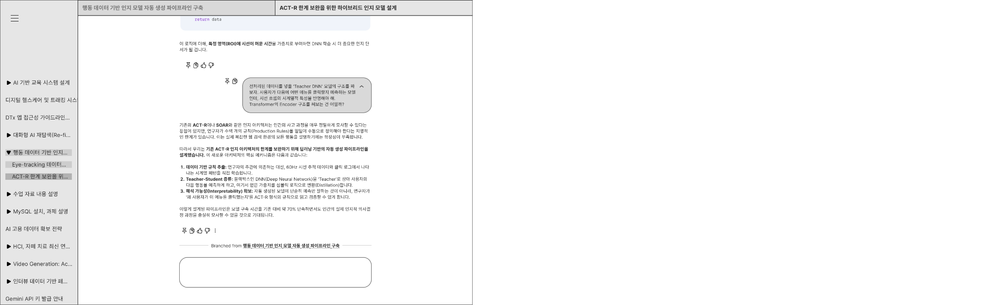 행동 데이터 기반 인지 모델 자동 생성 파이프라인 구축
ACT-R 한계 보완을 위한 하이브리드 인지 모델 설계
AI 기반 교육 시스템 설계
디지털 헬스케어 및 트래킹 시스
DTx 앱 접근성 가이드라인...
대화형 AI 재탐색(Re-fi...
행동 데이터 기반 인지...
Eye-tracking 데이터...
ACT-R 한계 보완을 위...
수업 자료 내용 설명
MySQL 설치, 과제 설명
AI 고용 데이터 확보 전략
HCI, 자폐 치료 최신 연...
Video Generation: Ac...
인터뷰 데이터 기반 페...
Gemini API 키 발급 안내
return data
이 로직에 더해, 특정 영역(ROI)에 시선이 머문 시간을 가중치로 부여하면 DNN 학습 시 더 중요한 인지 단
서가 될 겁니다.
전처리된 데이터를 넣을 'Teacher DNN' 모델의 구조를 짜
보자. 사용자가 다음에 어떤 메뉴를 클릭할지 예측하는 모델
인데, 시선 흐름의 시계열적 특성을 반영해야 해.
Transformer의 Encoder 구조를 써보는 건 어떨까?
기존의 ACT-R이나 SOAR와 같은 인지 아키텍처는 인간의 사고 과정을 매우 정밀하게 묘사할 수 있다는
장점이 있지만, 연구자가 수백 개의 규칙(Production Rules)을 일일이 수동으로 정의해야 한다는 치명적
인 한계가 있습니다. 이는 실제 복잡한 웹 검색 환경의 모든 행동을 설명하기에는 확장성이 부족합니다.
따라서 우리는 기존 ACT-R 인지 아키텍처의 한계를 보완하기 위해 딥러닝 기반의 자동 생성 파이프라인을
설계했습니다. 이 새로운 아키텍처의 핵심 메커니즘은 다음과 같습니다:
1. 데이터 기반 규칙 추출: 연구자의 주관에 의존하는 대신, 60Hz 시선 추적 데이터와 클릭 로그에서 나타
나는 시계열 패턴을 직접 학습합니다.
2. Teacher-Student 증류: 블랙박스인 DNN(Deep Neural Network)을 'Teacher'로 삼아 사용자의
다음 행동을 예측하게 하고, 여기서 얻은 가중치를 심볼릭 로직으로 변환(Distillation)합니다.
3. 해석 가능성(Interpretability) 확보: 자동 생성된 모델이 단순히 예측만 잘하는 것이 아니라, 연구자가
'왜 사용자가 이 메뉴를 클릭했는지'를 ACT-R 형식의 규칙으로 읽고 검증할 수 있게 합니다.
이렇게 설계된 파이프라인은 모델 구축 시간을 기존 대비 약 70% 단축하면서도 인간의 실제 인지적 의사결
정 과정을 충실히 모사할 수 있을 것으로 기대됩니다.
Branched from 행동 데이터 기반 인지 모델 자동 생성 파이프라인 구축